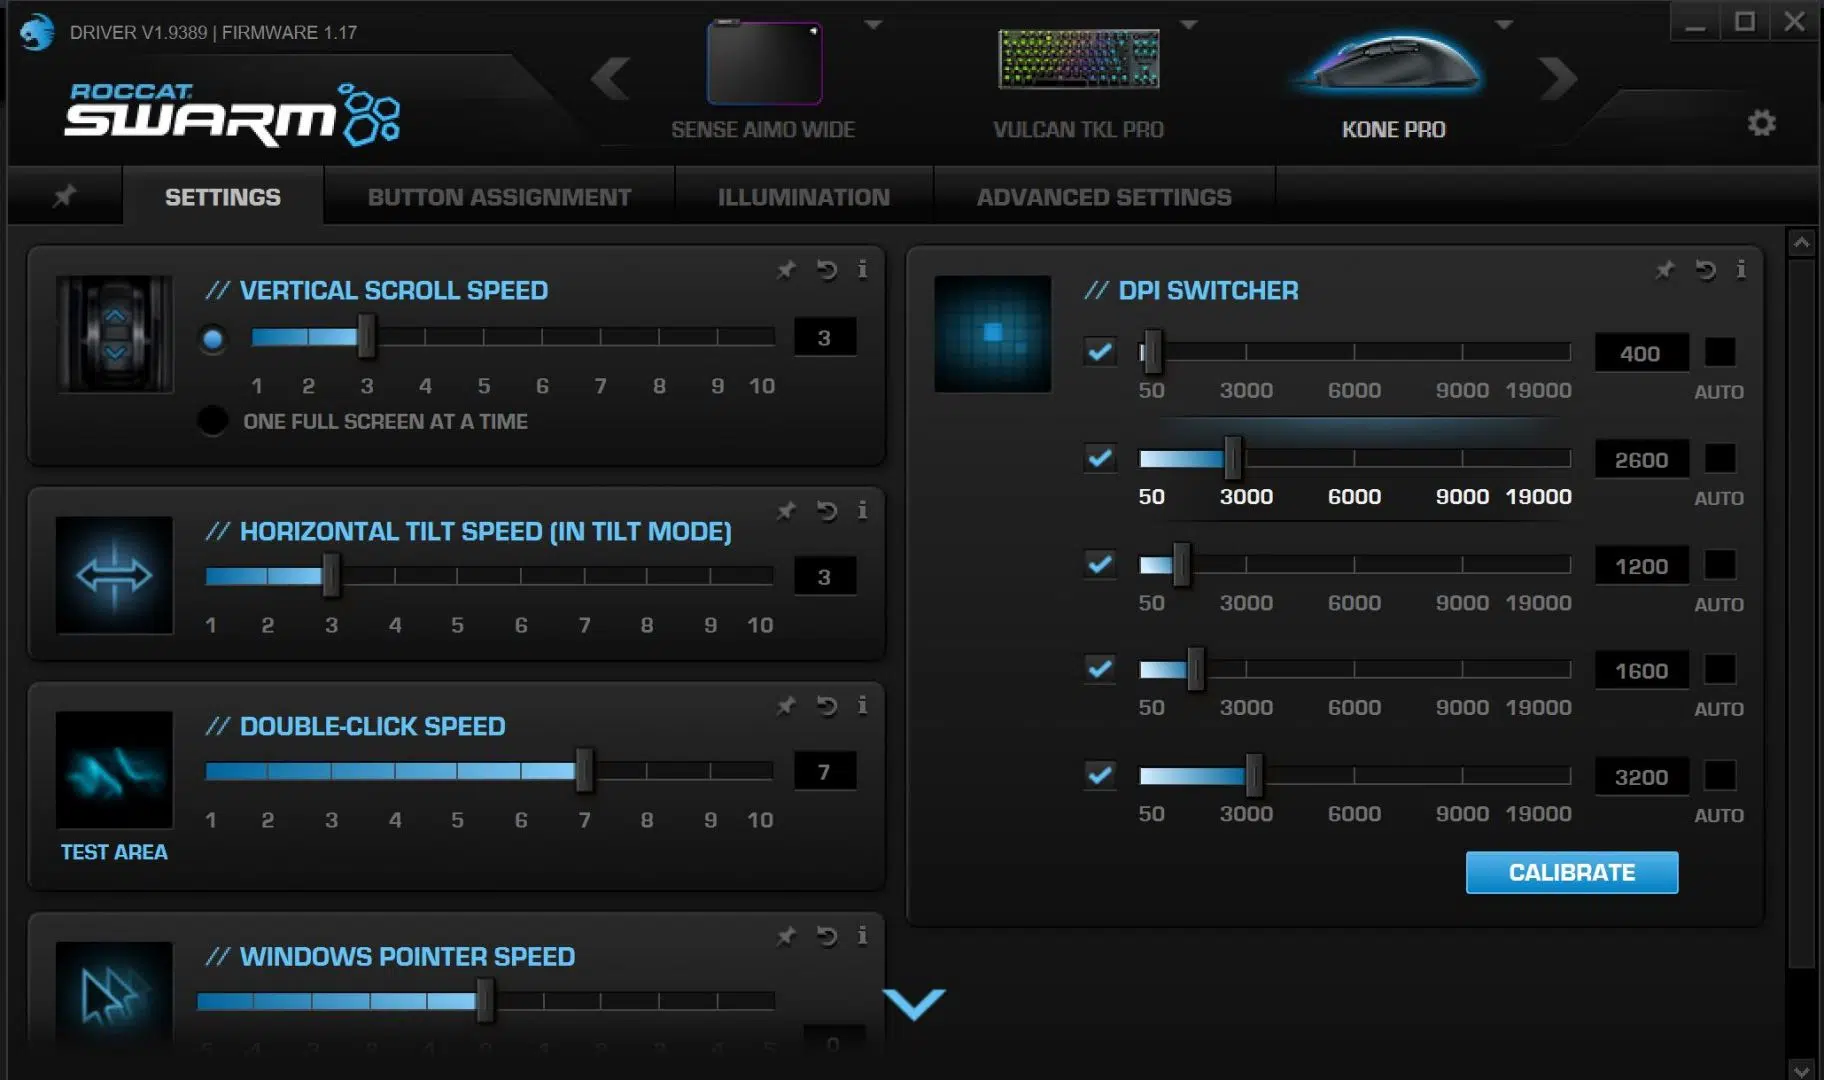 DRIVER V1.9389 | FIRMWARE 1.17
ROCCAT
SWARM
SENSE AIMO WIDE
VULCAN TKL PRO
KONE PRO
SETTINGS
BUTTON ASSIGNMENT
ILLUMINATION
ADVANCED SETTINGS
// VERTICAL SCROLL SPEED
3
1 2 3 4 5 6 7 8 9 10
ONE FULL SCREEN AT A TIME
// HORIZONTAL TILT SPEED (IN TILT MODE)
3
1 2 3 4 5 6 7 8 9 10
// DOUBLE-CLICK SPEED
7
1 2 3 4 5 6 7 8 9 10
TEST AREA
// WINDOWS POINTER SPEED
0
// DPI SWITCHER
400
50 3000 6000 9000 19000 AUTO
2600
50 3000 6000 9000 19000 AUTO
1200
50 3000 6000 9000 19000 AUTO
1600
50 3000 6000 9000 19000 AUTO
3200
50 3000 6000 9000 19000 AUTO
CALIBRATE